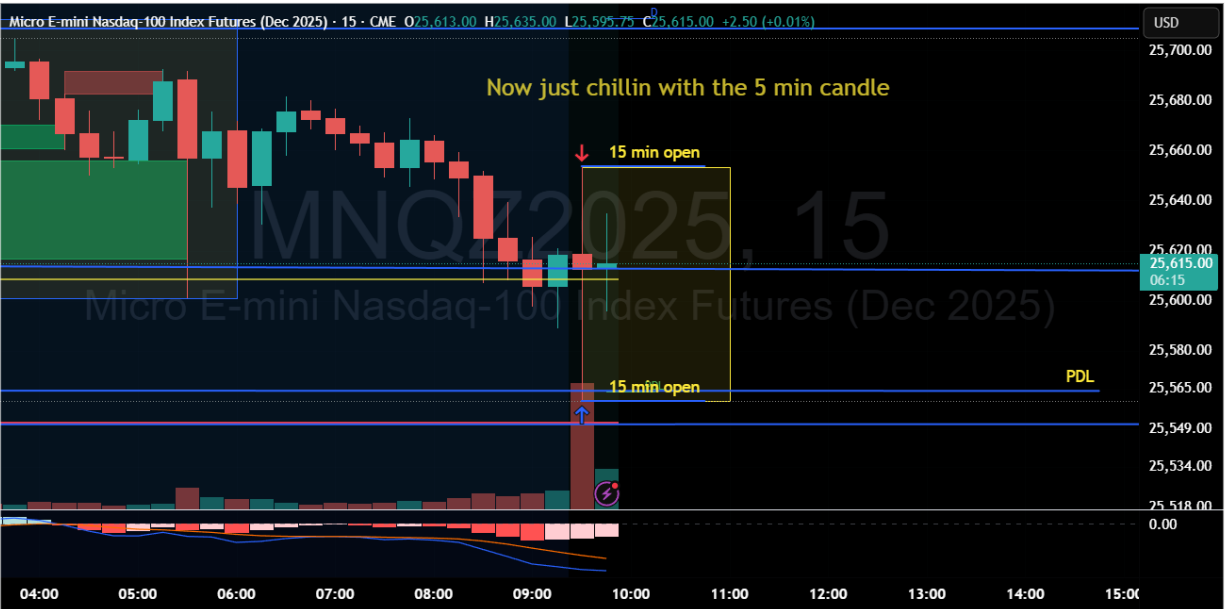 Micro E-mini Nasdaq-100 Index Futures (Dec 2025) · 15 · CME O25,613.00 H25,635.00 L25,595.75 C25,615.00 +2.50 (+0.01%)
D
USD
25,700.00
Now just chillin with the 5 min candle
25,680.00
15 min open
25,660.00
25,640.00
MNQZ2025, 15
25,620.00
25,615.00
06:15
Micro E-mini Nasdaq-100 Index Futures (Dec 2025)
25,600.00
25,580.00
PDL
15 min open
25,565.00
25,549.00
25,534.00
25,518.00
0.00
04:00 05:00 06:00 07:00 08:00 09:00 10:00 11:00 12:00 13:00 14:00 15:00